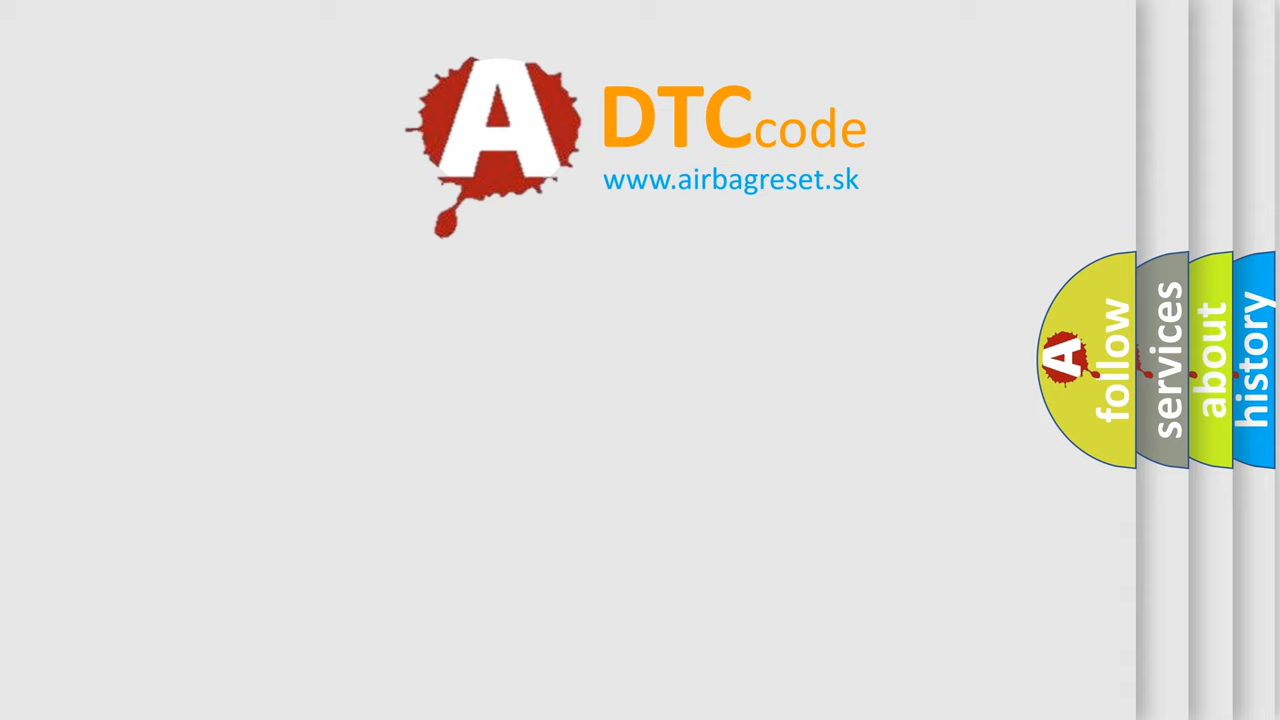 A
DTCcode
www.airbagreset.sk
A
follow
services
about
history